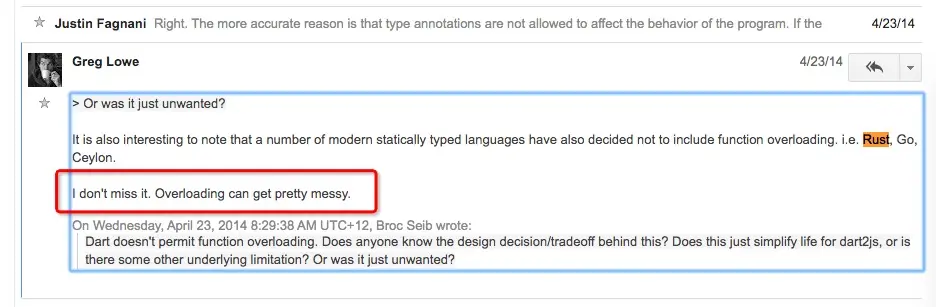 Justin Fagnani Right. The more accurate reason is that type annotations are not allowed to affect the behavior of the program. If the 4/23/14
Greg Lowe 4/23/14
> Or was it just unwanted?
It is also interesting to note that a number of modern statically typed languages have also decided not to include function overloading. i.e. Rust, Go,
Ceylon.
I don't miss it. Overloading can get pretty messy.
On Wednesday, April 23, 2014 8:29:38 AM UTC+12, Broc Seib wrote:
Dart doesn't permit function overloading. Does anyone know the design decision/tradeoff behind this? Does this just simplify life for dart2js, or is
there some other underlying limitation? Or was it just unwanted?